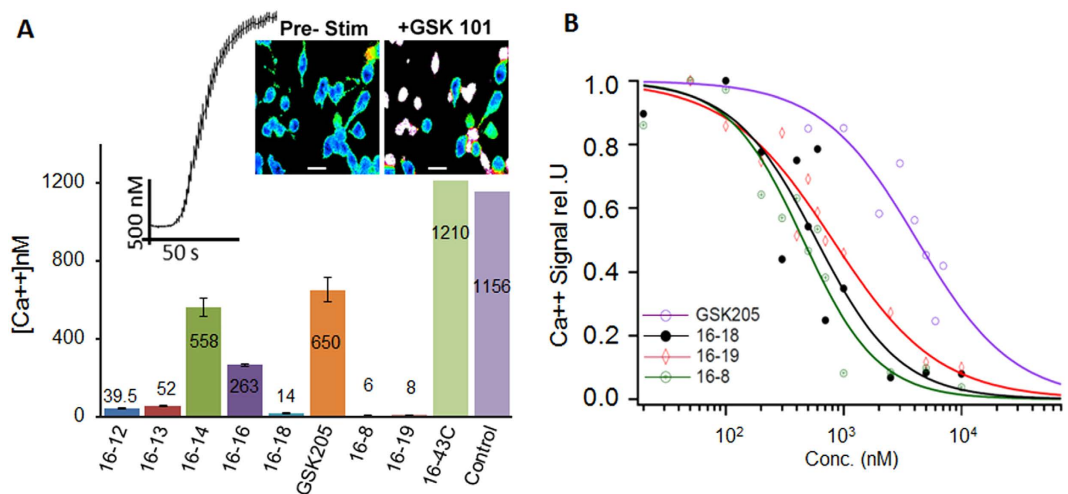 A
Pre- Stim
+GSK 101
500 nM
50 s
[Ca++]nM
1200
800
400
0
39.5
52
558
263
14
650
6
8
1210
1156
16-12
16-13
16-14
16-16
16-18
GSK205
16-8
16-19
16-43C
Control
B
Ca++ Signal rel .U
1.0
0.8
0.6
0.4
0.2
0.0
GSK205
16-18
16-19
16-8
10²
10³
10⁴
Conc. (nM)